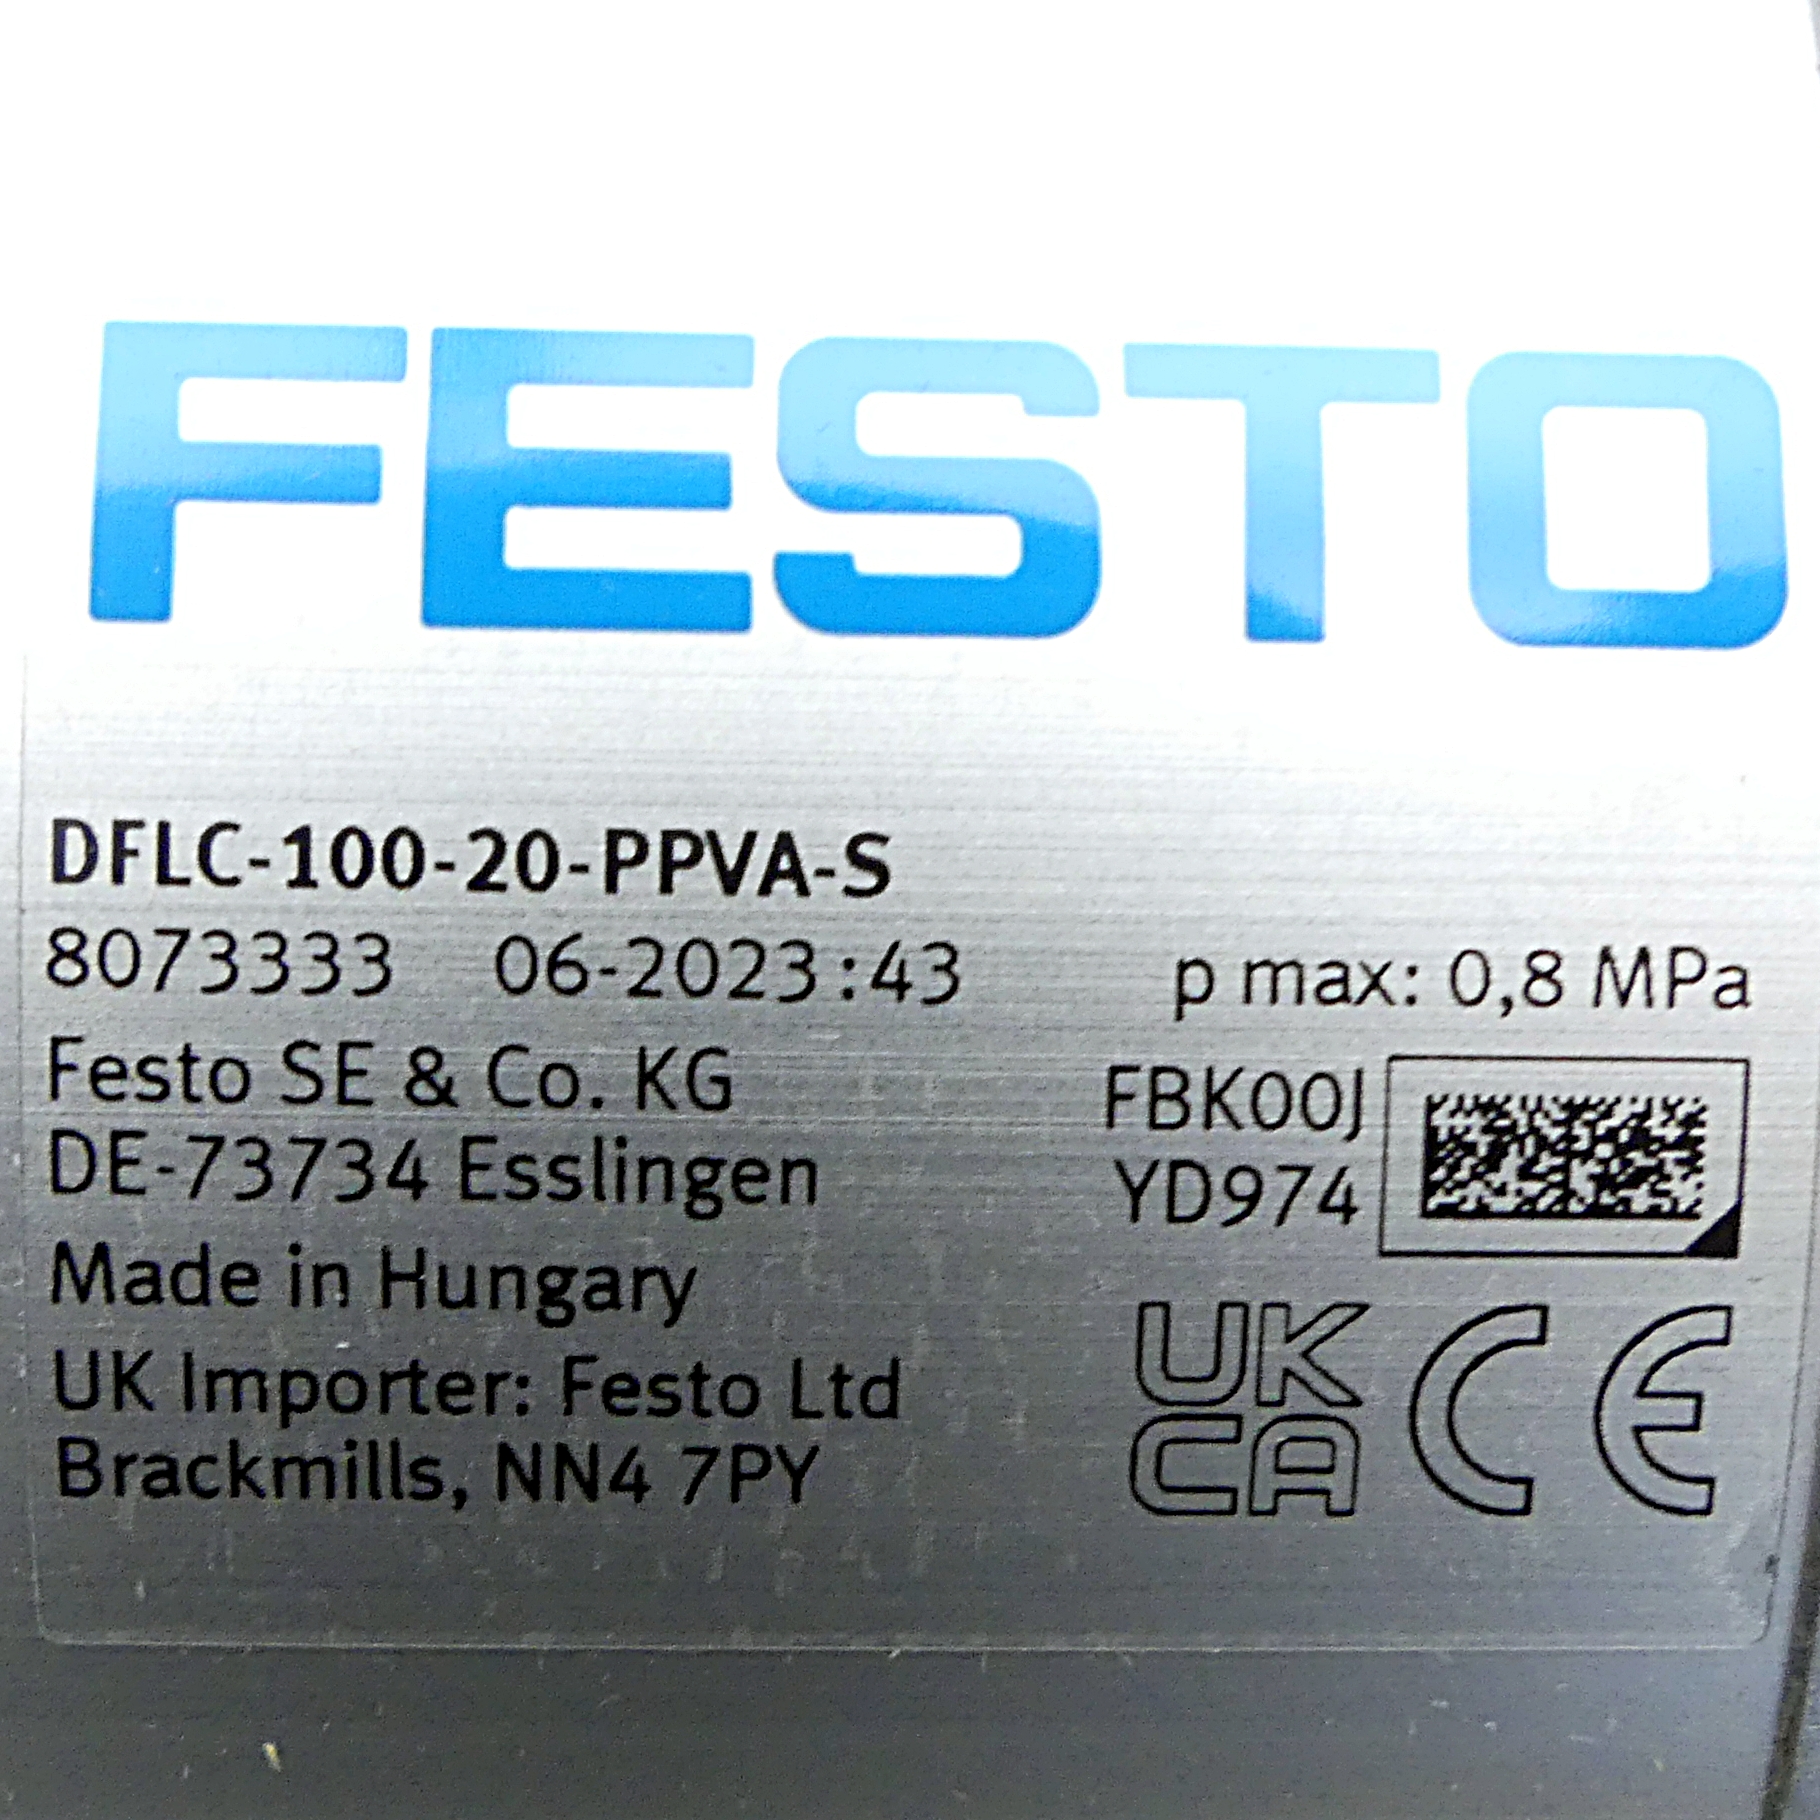 FESTO
DFLC-100-20-PPVA-S
8073333 06-2023:43 p max: 0,8 MPa
Festo SE & Co. KG
DE-73734 Esslingen
FBK00J
YD974
Made in Hungary
UK Importer: Festo Ltd
Brackmills, NN4 7PY
UK
CA
CE